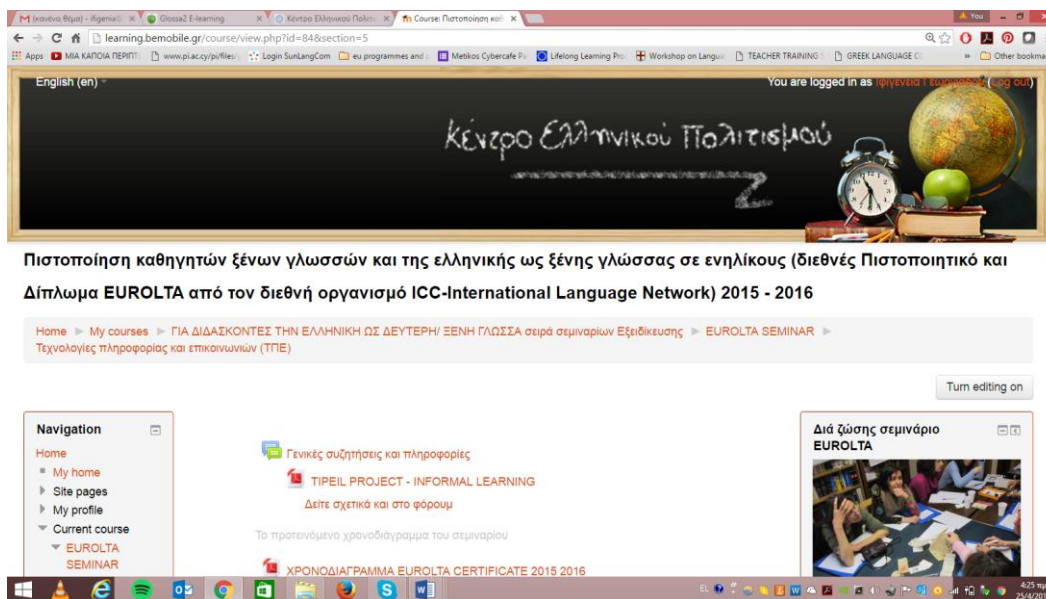 (κανένα θέμα) - ifigenia
Glossa2 E-learning
Κέντρο Ελληνικού Πολιτι
Course: Πιστοποίηση καθ
You
learning.bemobile.gr/course/view.php?id=84&section=5
Apps
ΜΙΑ ΚΑΠΟΙΑ ΠΕΡΙΠΤ
www.pi.ac.cy/pi/files/
Login SunLangCom
eu programmes and
Metikos Cybercafe Pa
Lifelong Learning Pro
Workshop on Langua
TEACHER TRAINING
GREEK LANGUAGE C
Other bookma
English (en)
You are logged in as Ιφιγένεια Γεωργιάδου (Log out)
Κέντρο Ελληνικού Πολιτισμού
Πιστοποίηση καθηγητών ξένων γλωσσών και της ελληνικής ως ξένης γλώσσας σε ενηλίκους (διεθνές Πιστοποιητικό και
Δίπλωμα EUROLTA από τον διεθνή οργανισμό ICC-International Language Network) 2015 - 2016
Home ► My courses ► ΓΙΑ ΔΙΔΑΣΚΟΝΤΕΣ ΤΗΝ ΕΛΛΗΝΙΚΗ ΩΣ ΔΕΥΤΕΡΗ/ ΞΕΝΗ ΓΛΩΣΣΑ σειρά σεμιναρίων Εξειδίκευσης ► EUROLTA SEMINAR ►
Τεχνολογίες πληροφορίας και επικοινωνιών (ΤΠΕ)
Turn editing on
Navigation
Home
My home
Site pages
My profile
Current course
EUROLTA
SEMINAR
Γενικές συζητήσεις και πληροφορίες
TIPEIL PROJECT - INFORMAL LEARNING
Δείτε σχετικά και στο φόρουμ
Το προτεινόμενο χρονοδιάγραμμα του σεμιναρίου
ΧΡΟΝΟΔΙΑΓΡΑΜΜΑ EUROLTA CERTIFICATE 2015 2016
Διά ζώσης σεμινάριο
EUROLTA
EL
4:25 πμ
25/4/201